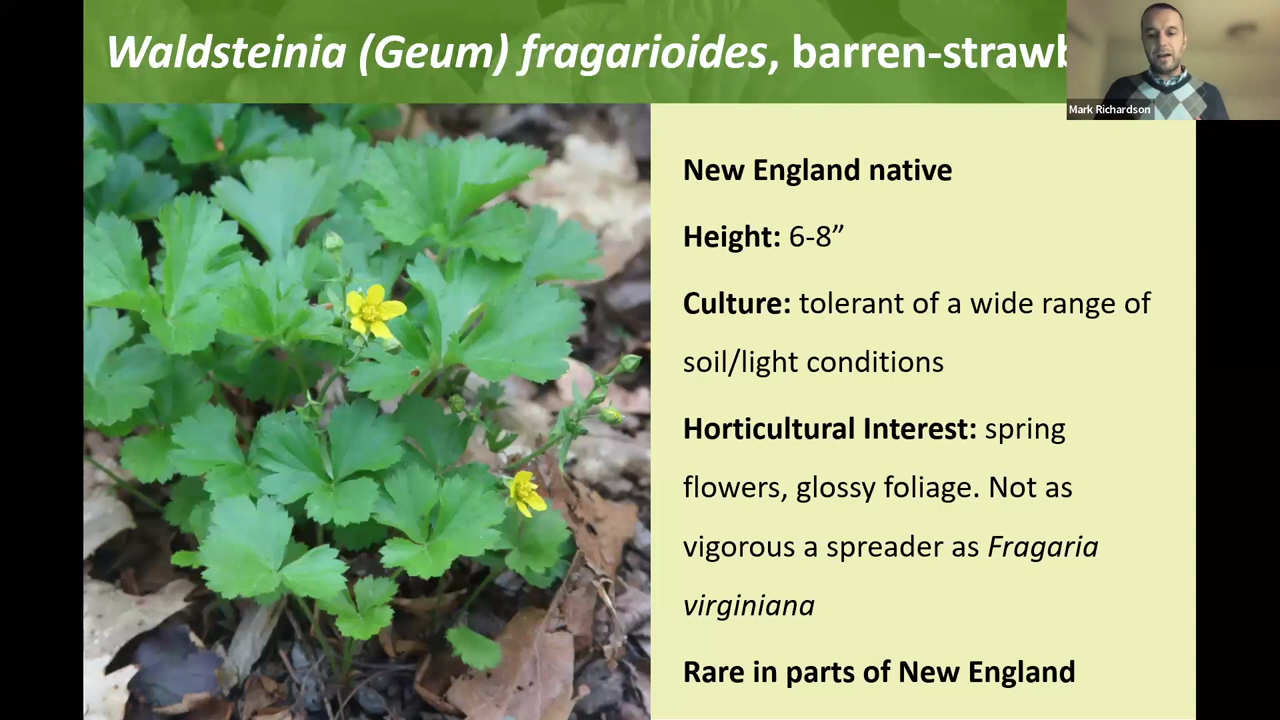 Waldsteinia (Geum) fragarioides, barren-strawb
Mark Richardson
New England native
Height: 6-8”
Culture: tolerant of a wide range of
soil/light conditions
Horticultural Interest: spring
flowers, glossy foliage. Not as
vigorous a spreader as Fragaria
virginiana
Rare in parts of New England